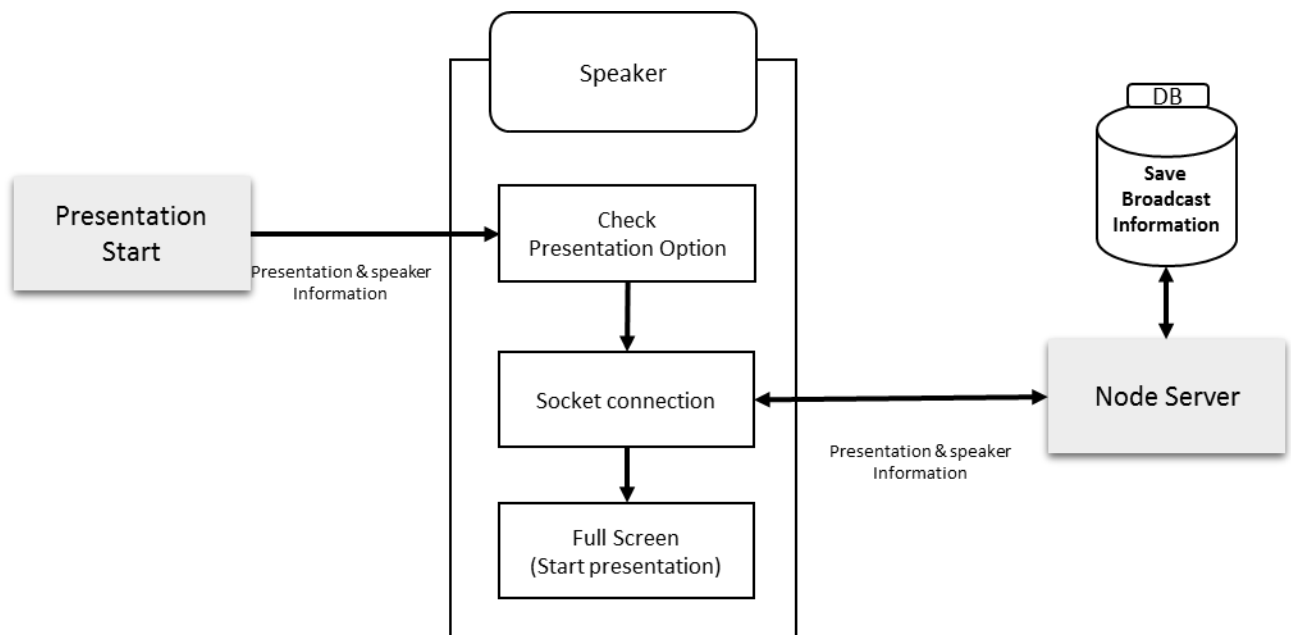 Speaker
DB
Save
Broadcast
Information
Presentation
Start
Check
Presentation Option
Presentation & speaker
Information
Socket connection
Node Server
Presentation & speaker
Information
Full Screen
(Start presentation)